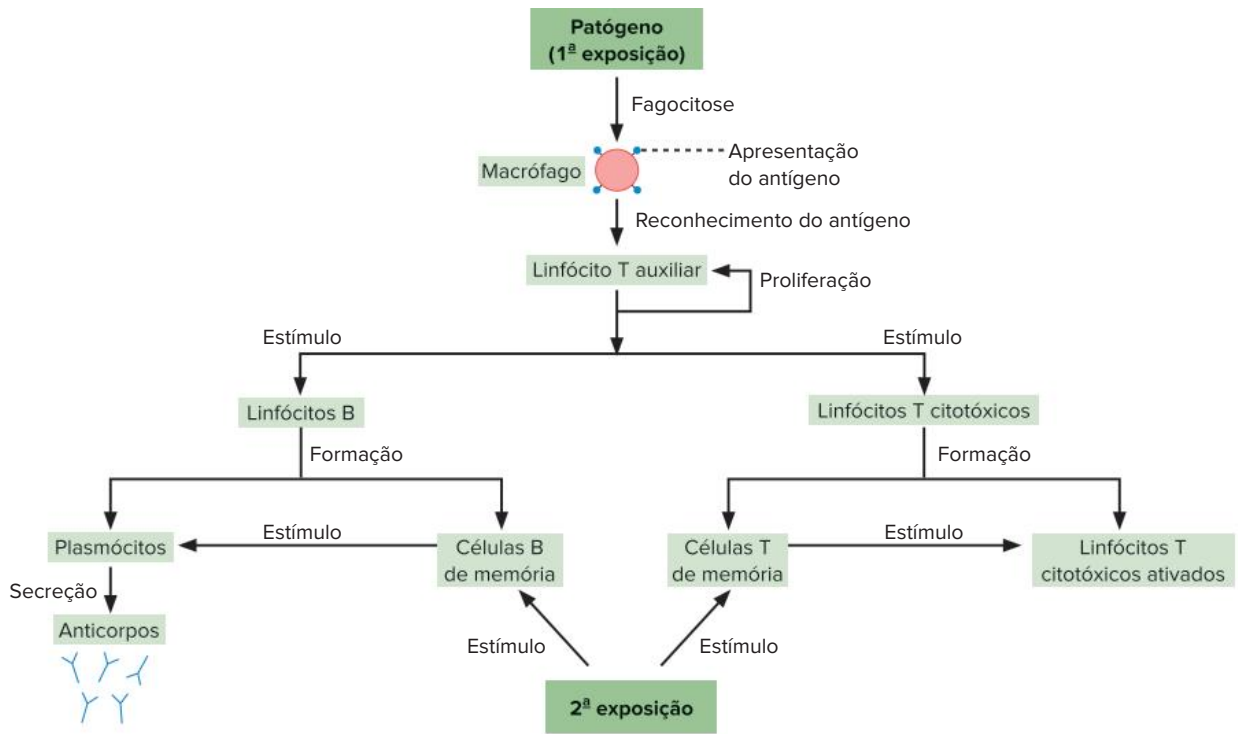 Patógeno
(1ª exposição)
Fagocitose
Macrófago
Apresentação
do antígeno
Reconhecimento do antígeno
Linfócito T auxiliar
Proliferação
Estímulo
Estímulo
Linfócitos B
Linfócitos T citotóxicos
Formação
Formação
Plasmócitos
Estímulo
Células B
de memória
Células T
de memória
Estímulo
Linfócitos T
citotóxicos ativados
Secreção
Anticorpos
Estímulo
Estímulo
2ª exposição